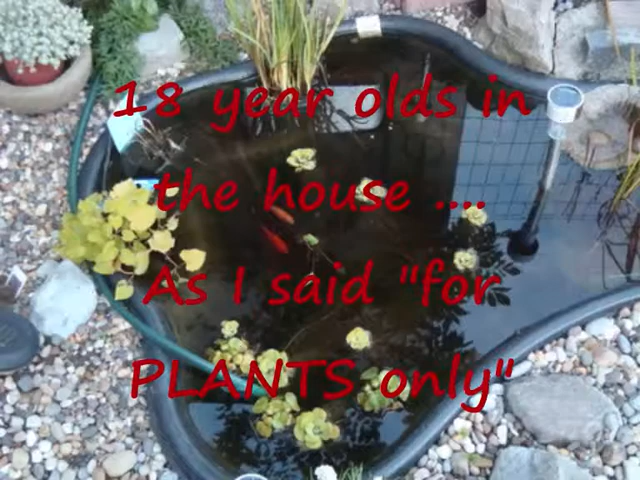 18 year olds in
the house ....
As I said "for
PLANTS only"